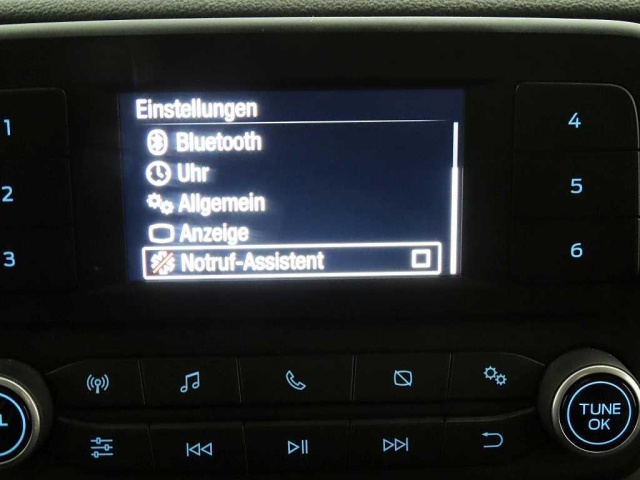 Einstellungen
Bluetooth
Uhr
Allgemein
Anzeige
Notruf-Assistent
1
2
3
4
5
6
TUNE
OK